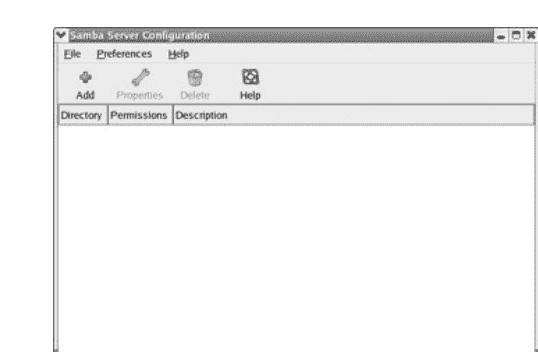 Samba Server Configuration
File Preferences Help
Add Properties Delete Help
Directory Permissions Description